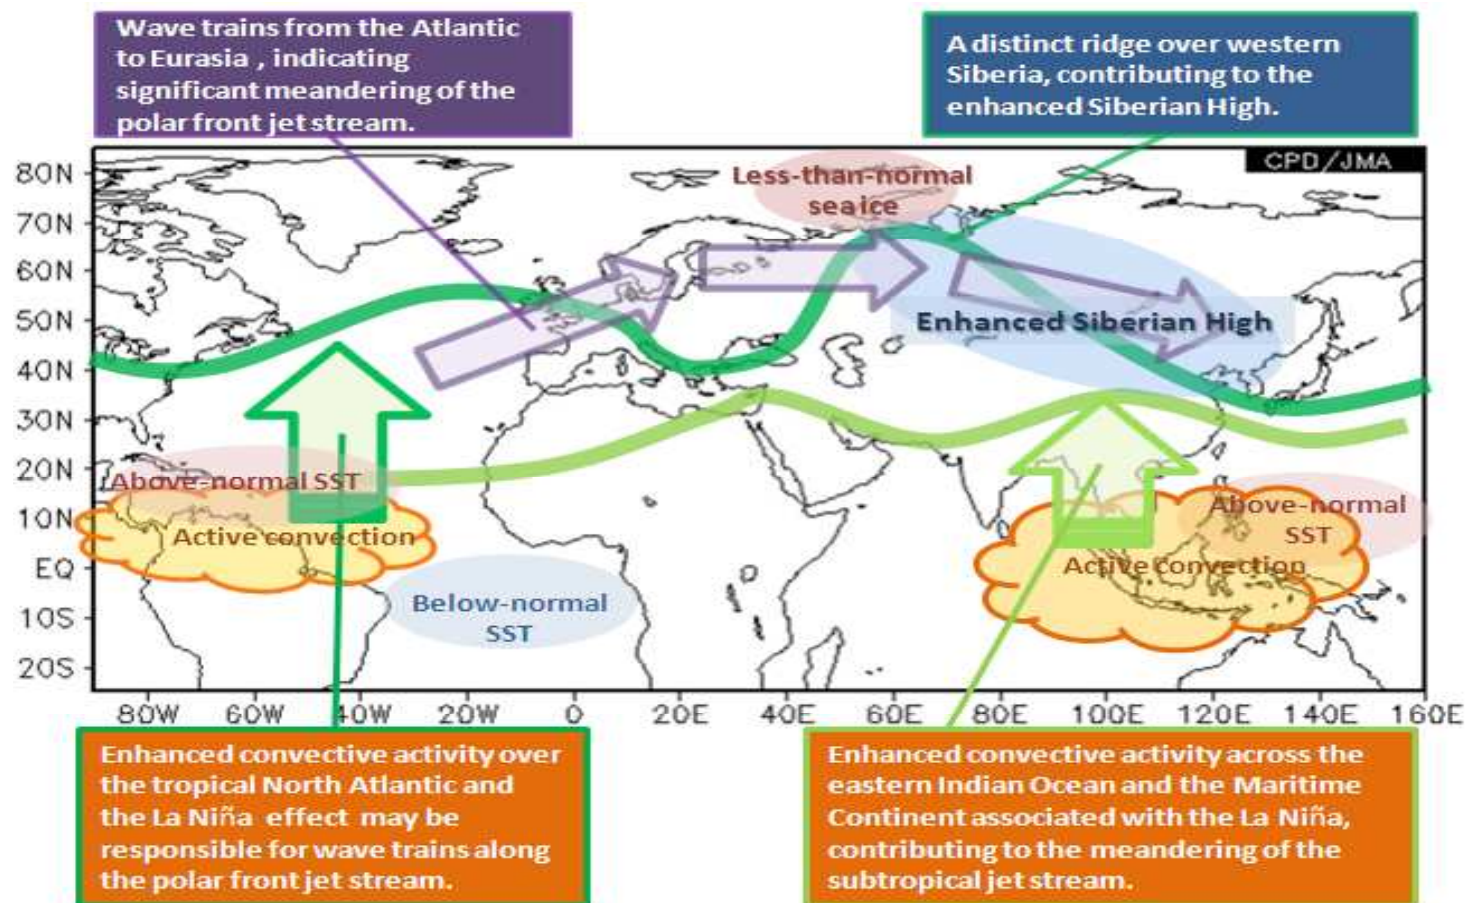 Wave trains from the Atlantic
to Eurasia , indicating
significant meandering of the
polar front jet stream.
A distinct ridge over western
Siberia, contributing to the
enhanced Siberian High.
CPD/JMA
80N
70N
60N
50N
40N
30N
20N
10N
EQ
10S
20S
Less-than-normal
sea ice
Enhanced Siberian High
Above-normal SST
Active convection
Below-normal
SST
Above-normal
SST
Active convection
80W 60W 40W 20W 0 20E 40E 60E 80E 100E 120E 140E 160E
Enhanced convective activity over
the tropical North Atlantic and
the La Niña effect may be
responsible for wave trains along
the polar front jet stream.
Enhanced convective activity across the
eastern Indian Ocean and the Maritime
Continent associated with the La Niña,
contributing to the meandering of the
subtropical jet stream.